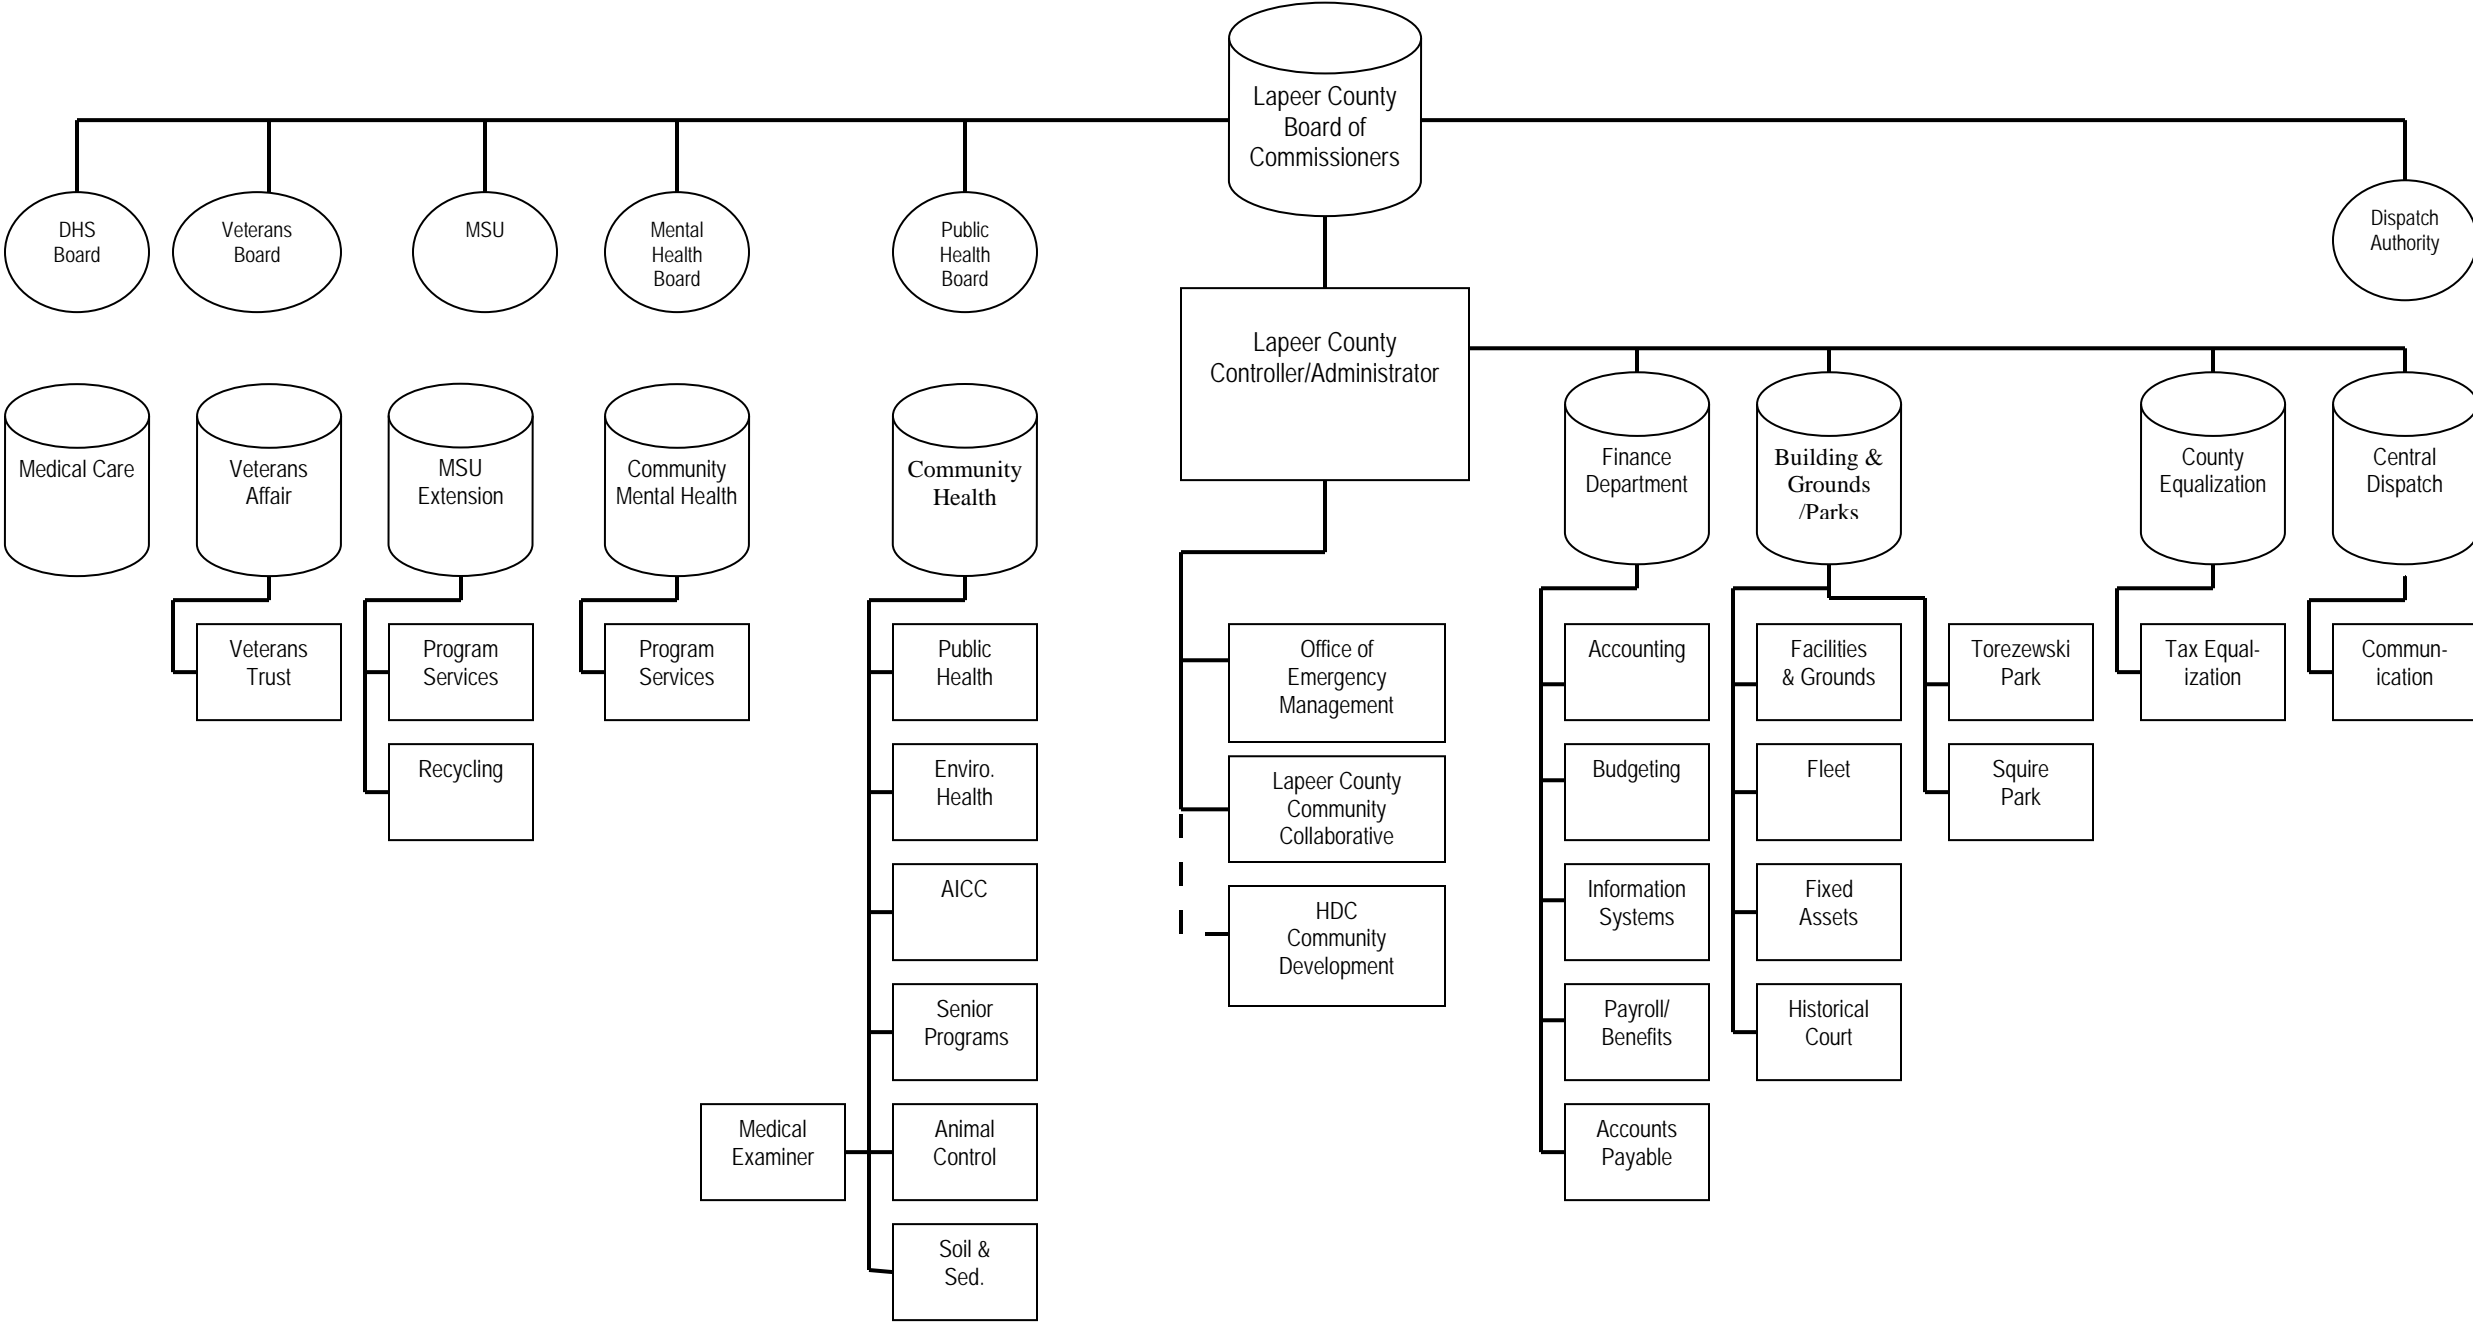 Lapeer County
Board of
Commissioners
DHS
Board
Veterans
Board
MSU
Mental
Health
Board
Public
Health
Board
Dispatch
Authority
Lapeer County
Controller/Administrator
Medical Care
Veterans
Affair
MSU
Extension
Community
Mental Health
Community
Health
Finance
Department
Building &
Grounds
/Parks
County
Equalization
Central
Dispatch
Veterans
Trust
Program
Services
Recycling
Program
Services
Public
Health
Enviro.
Health
AICC
Senior
Programs
Medical
Examiner
Animal
Control
Soil &
Sed.
Office of
Emergency
Management
Lapeer County
Community
Collaborative
HDC
Community
Development
Accounting
Budgeting
Information
Systems
Payroll/
Benefits
Accounts
Payable
Facilities
& Grounds
Fleet
Fixed
Assets
Historical
Court
Torezewski
Park
Squire
Park
Tax Equal-
ization
Commun-
ication